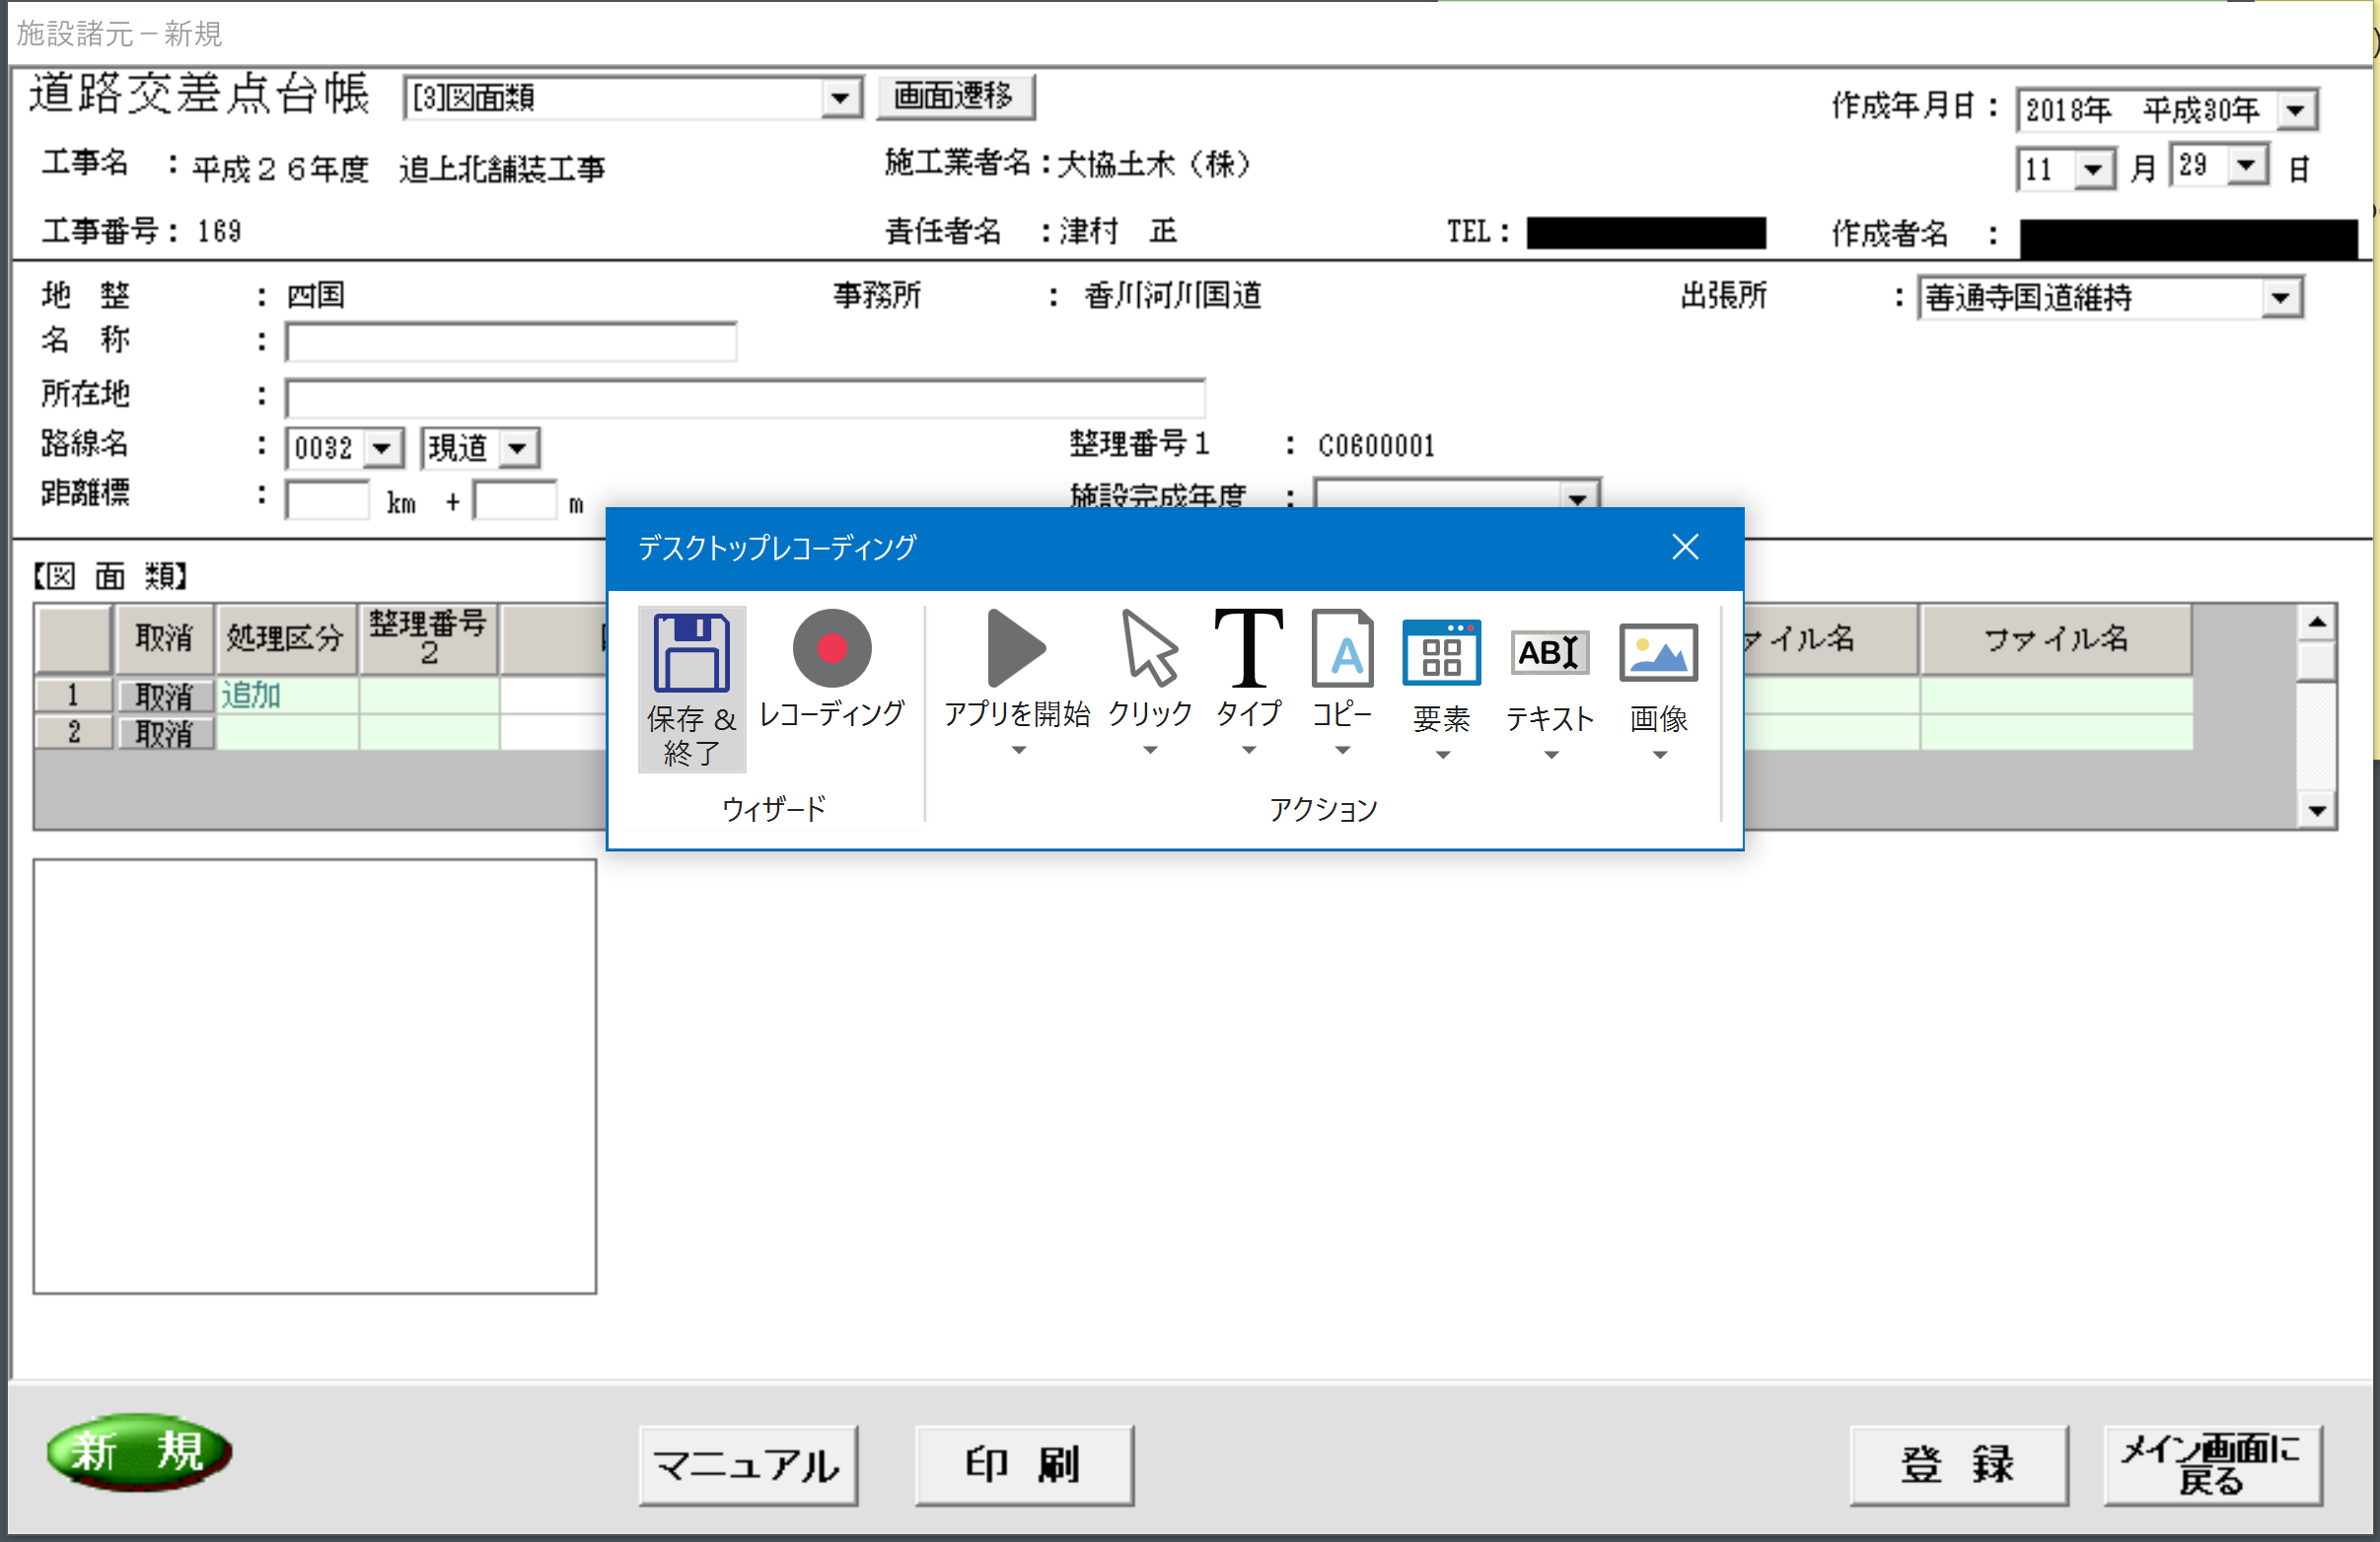 施設諸元－新規
道路交差点台帳 [3]図面類 画面遷移 作成年月日： 2018年 平成30年
工事名 ：平成２６年度 追上北舗装工事 施工業者名：大協土木（株） 11 月 29 日
工事番号： 169 責任者名 ：津村 正 TEL： 作成者名 ：
地 整 ： 四国 事務所 ： 香川河川国道 出張所 ： 善通寺国道維持
名 称 ：
所在地 ：
路線名 ： 0032 現道 整理番号１ ： C0600001
距離標 ： km + m 施設完成年度 ：
デスクトップレコーディング
【図 面 類】
取消 処理区分 整理番号2 ァイル名 ファイル名
1 取消 追加
2 取消
保存 & 終了 レコーディング アプリを開始 クリック タイプ コピー 要素 テキスト 画像
ウィザード アクション
新 規 マニュアル 印 刷 登 録 メイン画面に
戻る